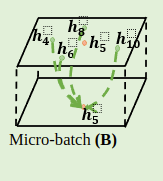 h₈□
h₄□ h₅□ h₁₀□
h₆□
h₅□
Micro-batch (B)